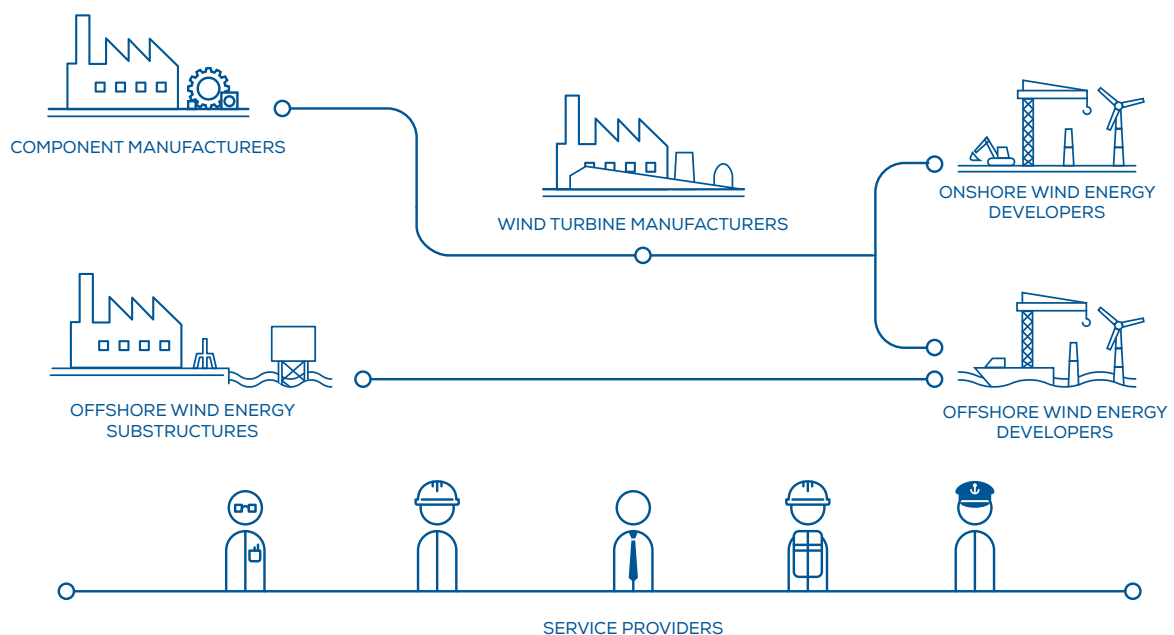 COMPONENT MANUFACTURERS
WIND TURBINE MANUFACTURERS
ONSHORE WIND ENERGY
DEVELOPERS
OFFSHORE WIND ENERGY
SUBSTRUCTURES
OFFSHORE WIND ENERGY
DEVELOPERS
SERVICE PROVIDERS